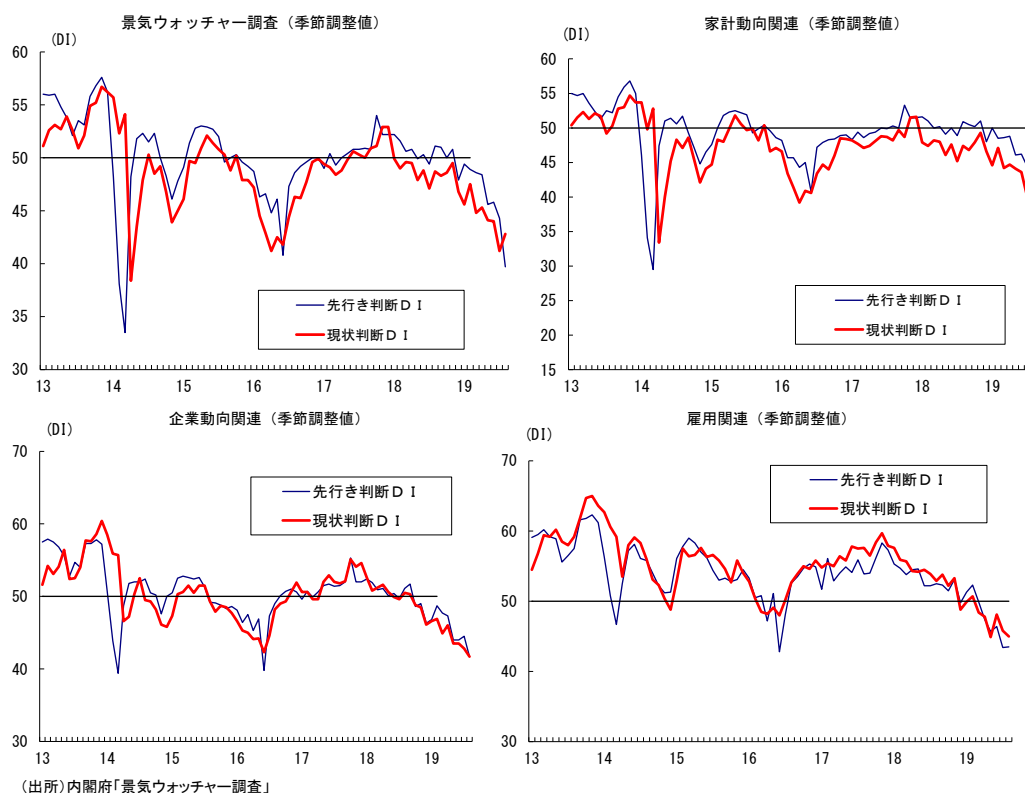 景気ウォッチャー調査（季節調整値）
(DI)
60
55
50
45
40
35
30
先行き判断ＤＩ
現状判断ＤＩ
13 14 15 16 17 18 19
家計動向関連（季節調整値）
(DI)
60
55
50
45
40
35
30
25
20
15
先行き判断ＤＩ
現状判断ＤＩ
13 14 15 16 17 18 19
企業動向関連（季節調整値）
(DI)
70
60
50
40
30
先行き判断ＤＩ
現状判断ＤＩ
13 14 15 16 17 18 19
雇用関連（季節調整値）
(DI)
70
60
50
40
30
先行き判断ＤＩ
現状判断ＤＩ
13 14 15 16 17 18 19
（出所）内閣府「景気ウォッチャー調査」